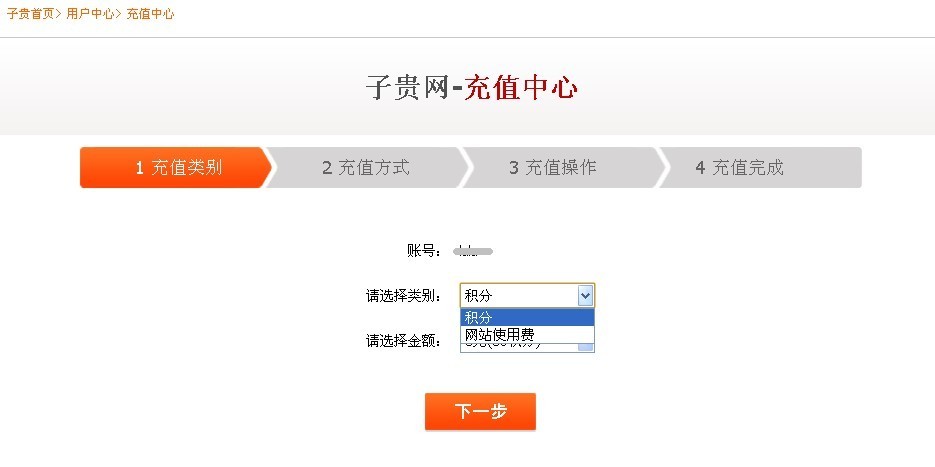 子贵首页> 用户中心> 充值中心
子贵网-充值中心
1 充值类别 2 充值方式 3 充值操作 4 充值完成
账号：
请选择类别： 积分
积分
网站使用费
请选择金额：
下一步